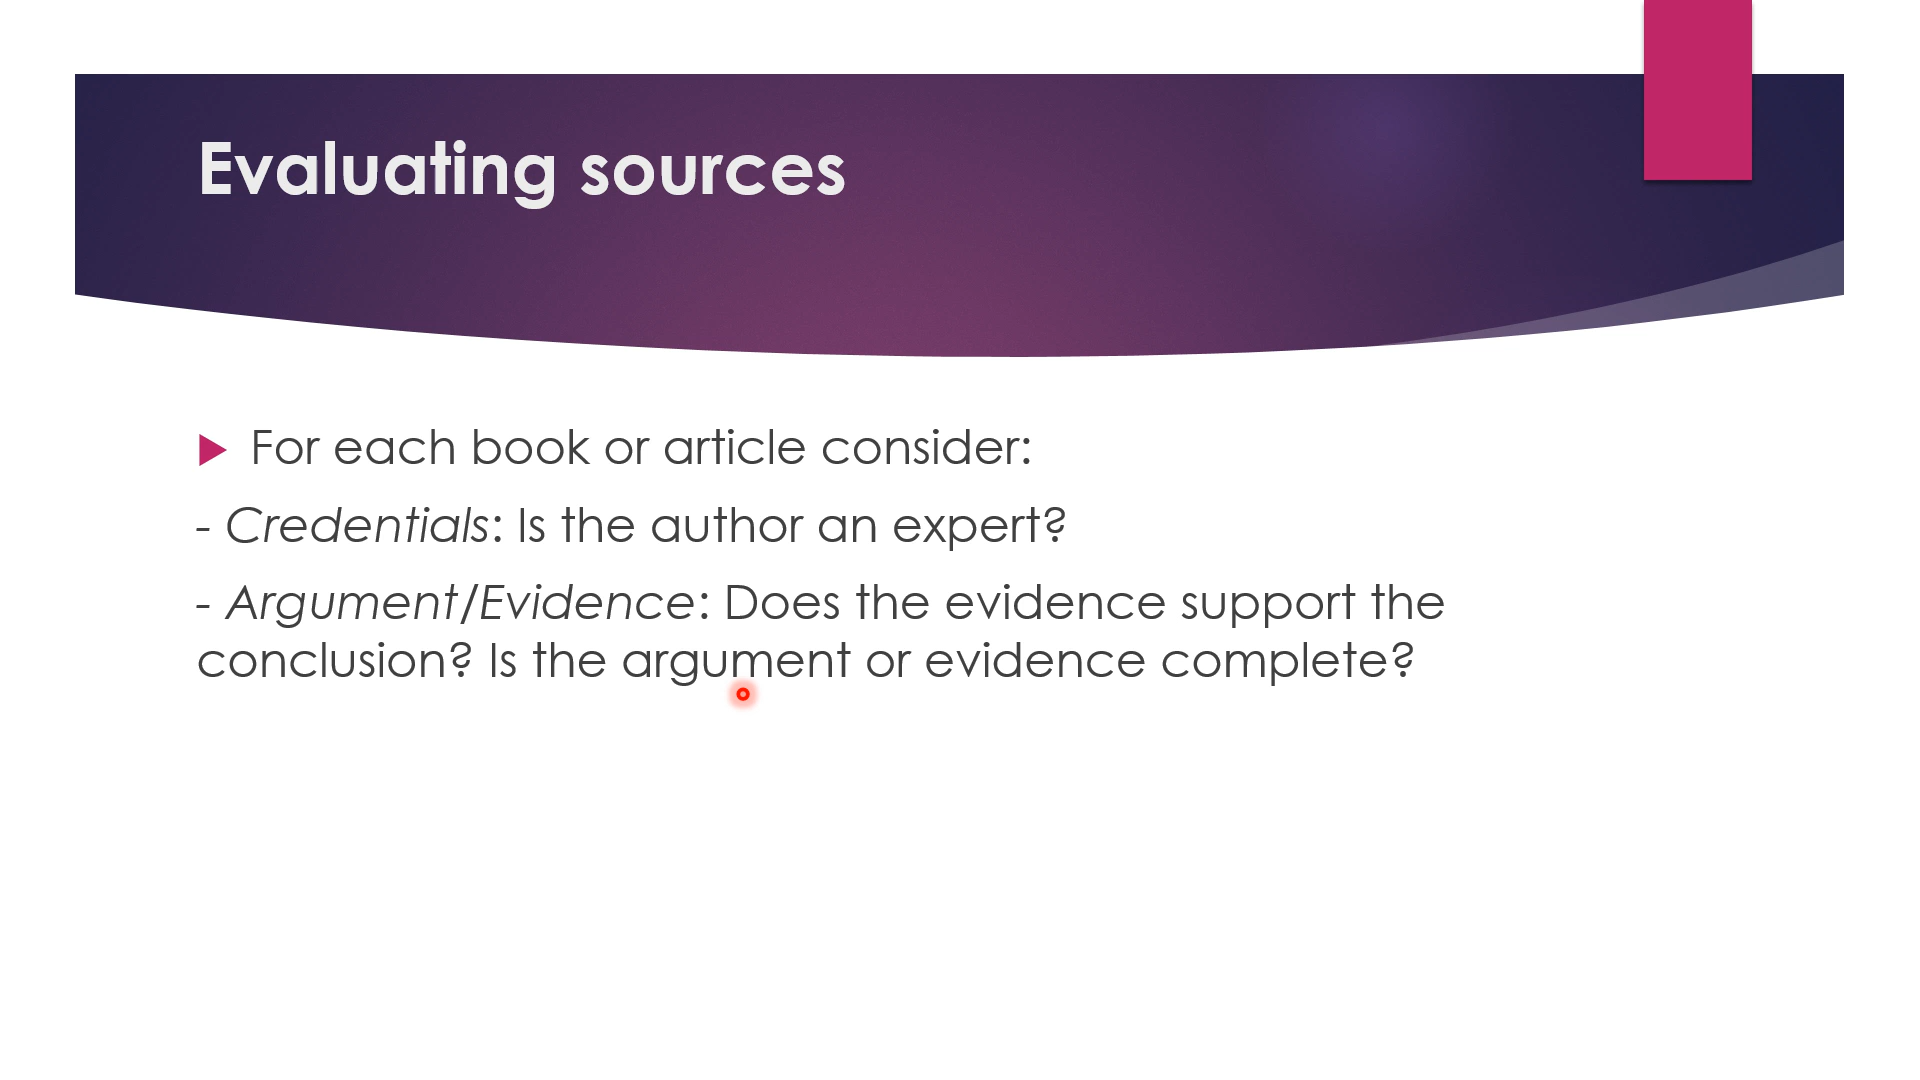 Evaluating sources
For each book or article consider:
- Credentials: Is the author an expert?
- Argument/Evidence: Does the evidence support the
conclusion? Is the argument or evidence complete?